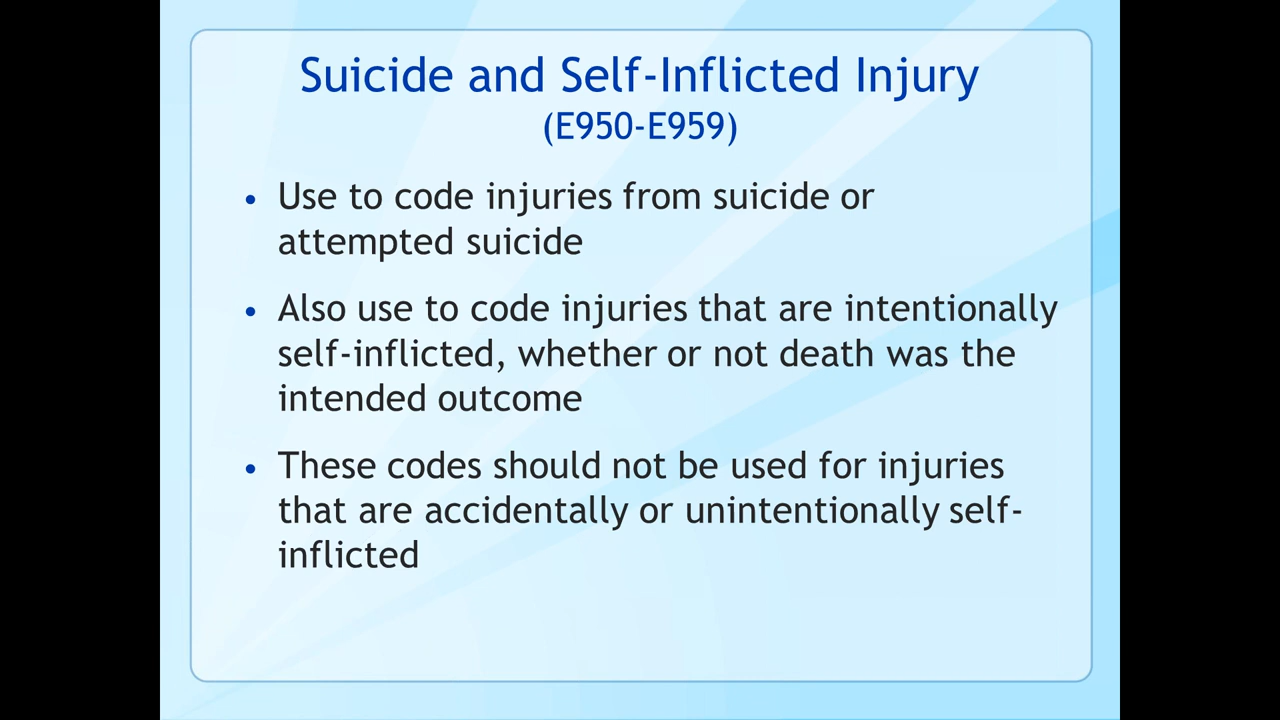 Suicide and Self-Inflicted Injury
(E950-E959)
• Use to code injuries from suicide or
attempted suicide
• Also use to code injuries that are intentionally
self-inflicted, whether or not death was the
intended outcome
• These codes should not be used for injuries
that are accidentally or unintentionally self-
inflicted